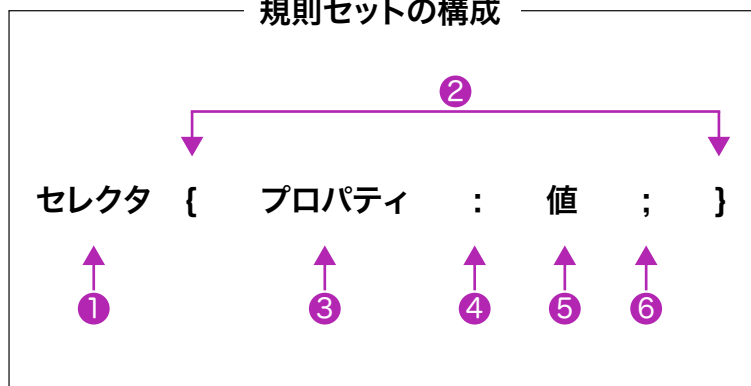 規則セットの構成
❷
セレクタ { プロパティ : 値 ; }
❶ ❸ ❹ ❺ ❻